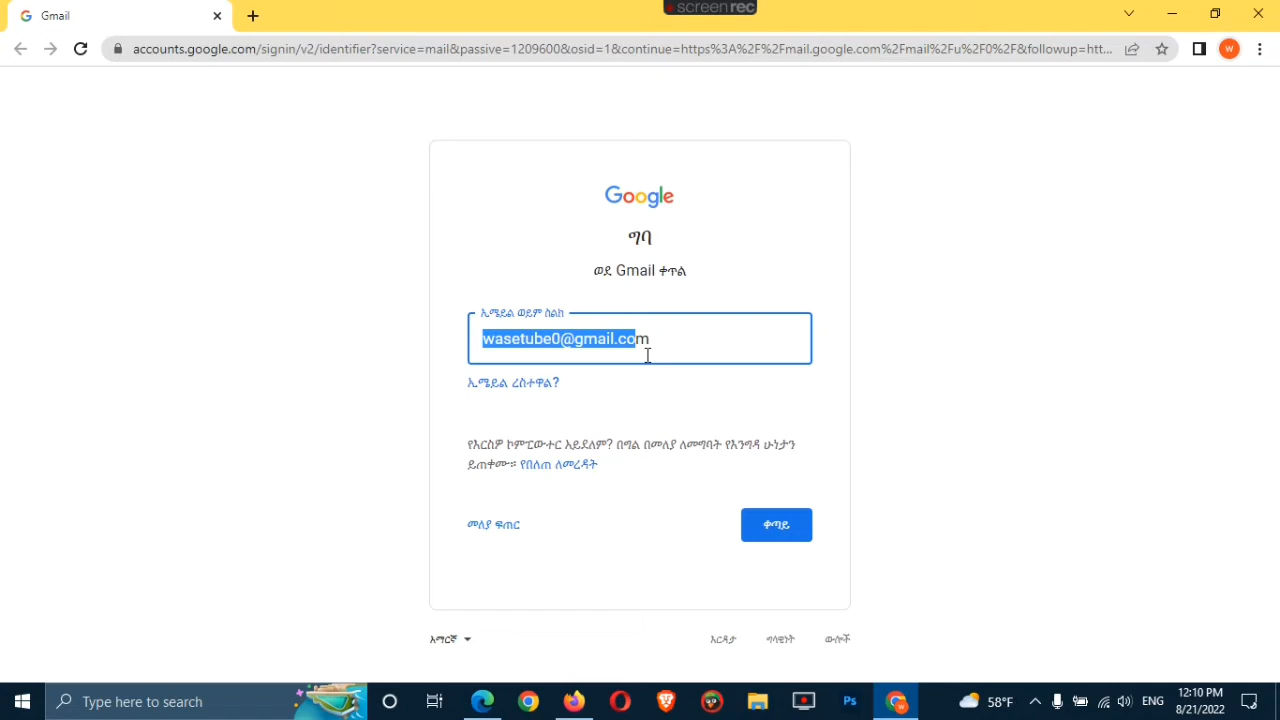 screenrec
Gmail
accounts.google.com/signin/v2/identifier?service=mail&passive=1209600&osid=1&continue=https%3A%2F%2Fmail.google.com%2Fmail%2Fu%2F0%2F&followup=htt...
W
Google
ግባ
ወደ Gmail ቀጥል
ኢሜይል ወይም ስልክ
wasetube0@gmail.com
ኢሜይል ረስተዋል?
የእርስዎ ኮምፒውተር አይደለም? በግል በመለያ ለመግባት የእንግዳ ሁነታን
ይጠቀሙ። የበለጠ ለመረዳት
መለያ ፍጠር
ቀጣይ
አማርኛ
እርዳታ
ግላዊነት
ውሎች
Type here to search
Ps
W
58°F
ENG
12:10 PM
8/21/2022